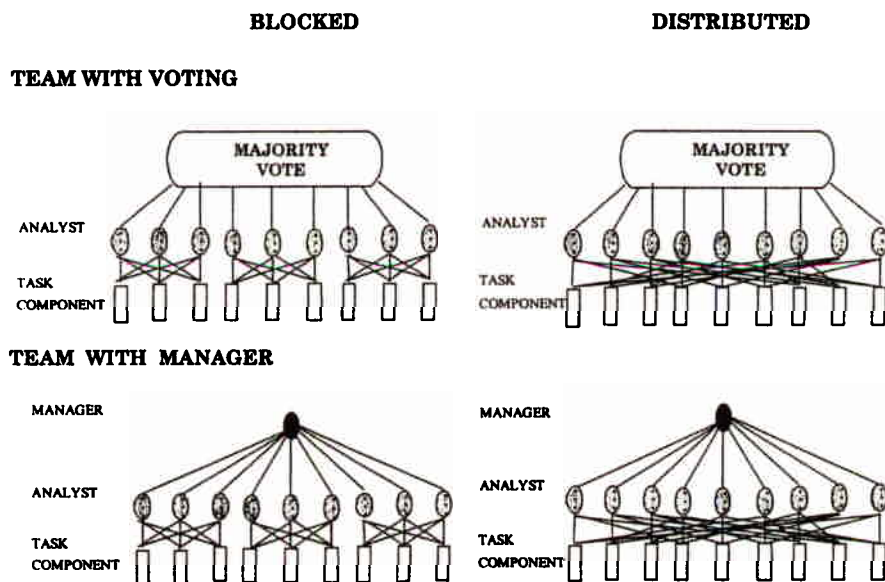 BLOCKED
DISTRIBUTED
TEAM WITH VOTING
MAJORITY
VOTE
ANALYST
TASK
COMPONENT
MAJORITY
VOTE
ANALYST
TASK
COMPONENT
TEAM WITH MANAGER
MANAGER
ANALYST
TASK
COMPONENT
MANAGER
ANALYST
TASK
COMPONENT